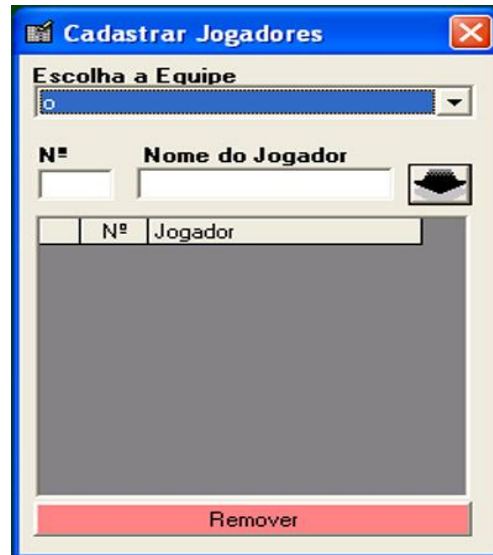 Cadastrar Jogadores
Escolha a Equipe
o
Nº Nome do Jogador
Nº Jogador
Remover